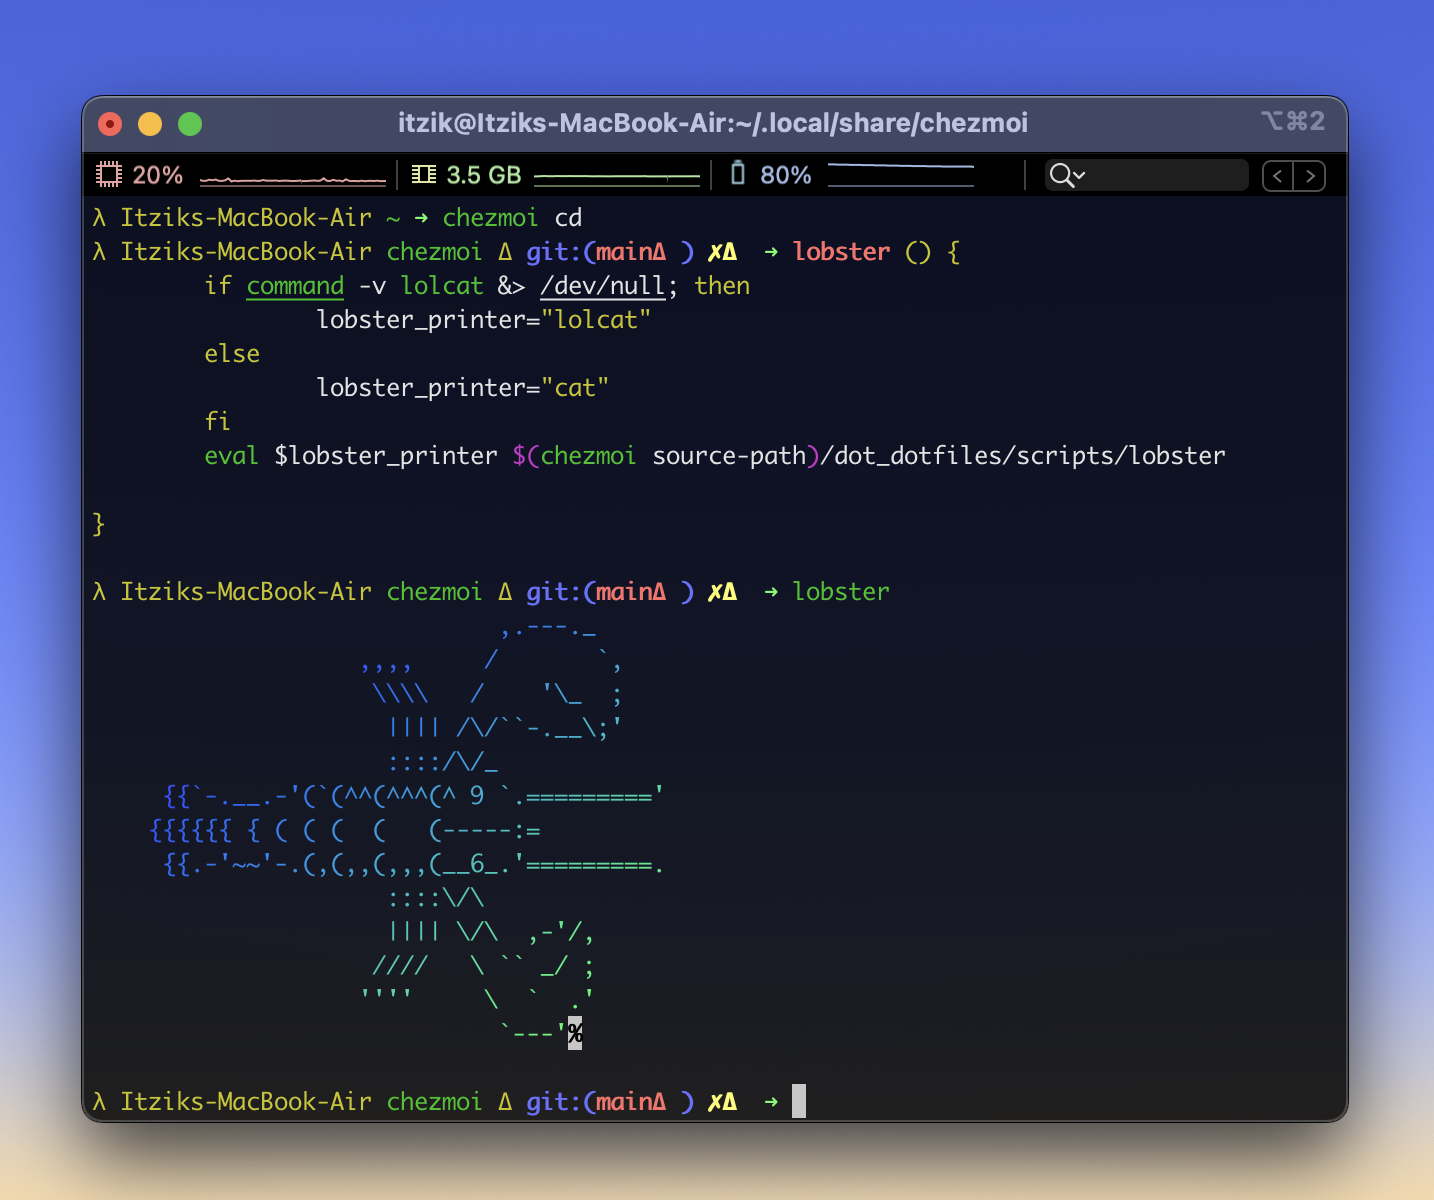 itzik@Itziks-MacBook-Air:~/.local/share/chezmoi ⌥⌘2
20% 3.5 GB 80%
λ Itziks-MacBook-Air ~ → chezmoi cd
λ Itziks-MacBook-Air chezmoi Δ git:(mainΔ ) ✗Δ  → lobster () {
        if command -v lolcat &> /dev/null; then
                lobster_printer="lolcat"
        else
                lobster_printer="cat"
        fi
        eval $lobster_printer $(chezmoi source-path)/dot_dotfiles/scripts/lobster
}
λ Itziks-MacBook-Air chezmoi Δ git:(mainΔ ) ✗Δ  → lobster
                             ,.---._
                   ,,,,     /       `,
                    \\\\   /    '\_  ;
                     |||| /\/``-.__\;'
                     ::::/\/_
     {{`-.__.-'(`(^^(^^^(^ 9 `.========='
    {{{{{{ { ( ( (  (   (-----:=
     {{.-'~~'-.(,(,,(,,,(__6_.'=========.
                     ::::\/\
                     |||| \/\  ,-'/,
                    ////   \ `` _/ ;
                   ''''     \  `  .'
                             `---'%
λ Itziks-MacBook-Air chezmoi Δ git:(mainΔ ) ✗Δ  →